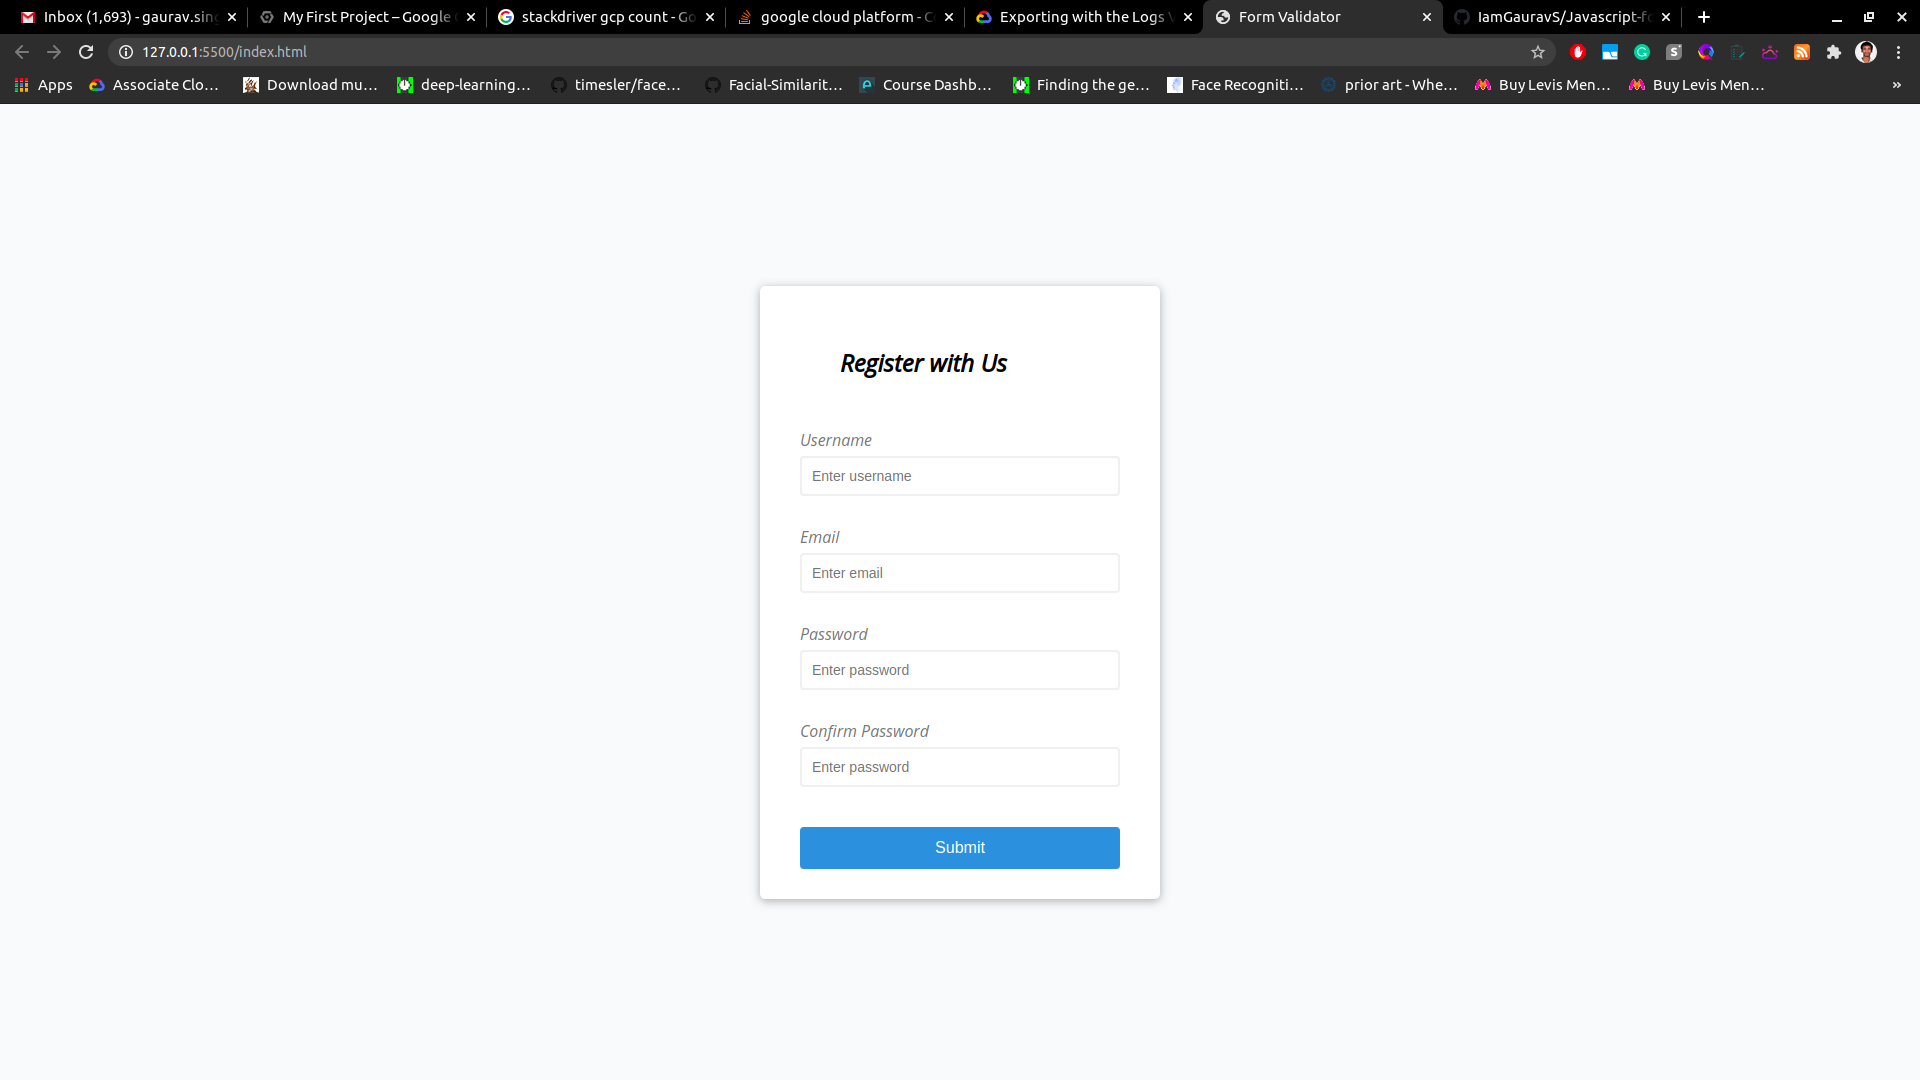 Inbox (1,693) - gaurav.sin
My First Project – Google
stackdriver gcp count - Go
google cloud platform - C
Exporting with the Logs V
Form Validator
IamGauravS/Javascript-fo
127.0.0.1:5500/index.html
Apps
Associate Clo...
Download mu...
deep-learning...
timesler/face...
Facial-Similarit...
Course Dashb...
Finding the ge...
Face Recogniti...
prior art - Whe...
Buy Levis Men...
Buy Levis Men...
»
Register with Us
Username
Enter username
Email
Enter email
Password
Enter password
Confirm Password
Enter password
Submit